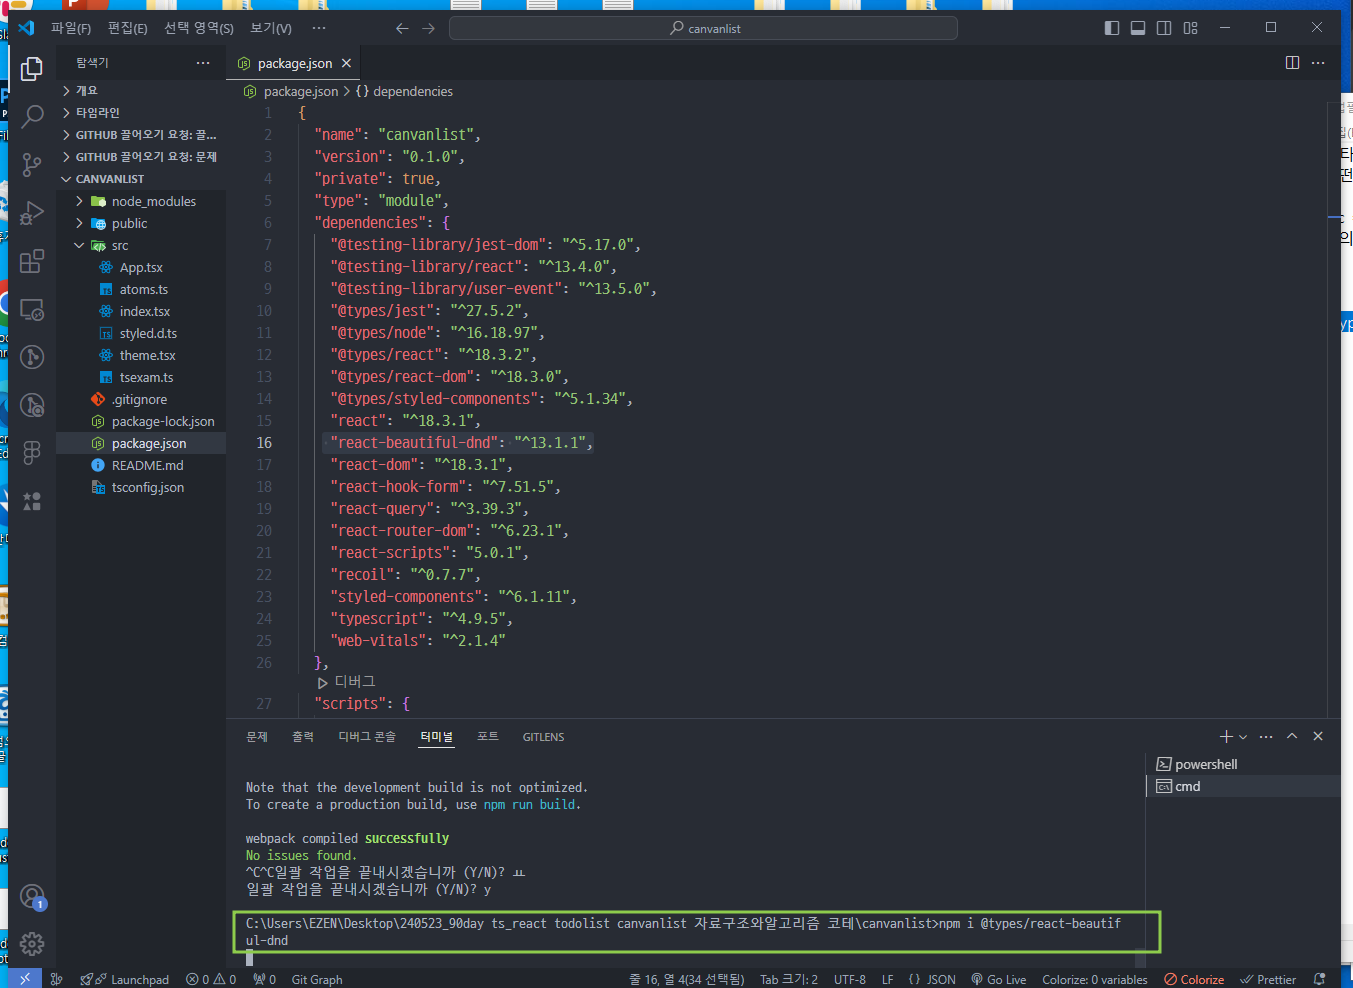 파일(F) 편집(E) 선택 영역(S) 보기(V) ··· canvanlist
탐색기 ···
개요
타임라인
GITHUB 끌어오기 요청: 끌...
GITHUB 끌어오기 요청: 문제
CANVANLIST
node_modules
public
src
App.tsx
atoms.ts
index.tsx
styled.d.ts
theme.tsx
tsexam.ts
.gitignore
package-lock.json
package.json
README.md
tsconfig.json
package.json
package.json > {} dependencies
1 {
2 "name": "canvanlist",
3 "version": "0.1.0",
4 "private": true,
5 "type": "module",
6 "dependencies": {
7 "@testing-library/jest-dom": "^5.17.0",
8 "@testing-library/react": "^13.4.0",
9 "@testing-library/user-event": "^13.5.0",
10 "@types/jest": "^27.5.2",
11 "@types/node": "^16.18.97",
12 "@types/react": "^18.3.2",
13 "@types/react-dom": "^18.3.0",
14 "@types/styled-components": "^5.1.34",
15 "react": "^18.3.1",
16 "react-beautiful-dnd": "^13.1.1",
17 "react-dom": "^18.3.1",
18 "react-hook-form": "^7.51.5",
19 "react-query": "^3.39.3",
20 "react-router-dom": "^6.23.1",
21 "react-scripts": "5.0.1",
22 "recoil": "^0.7.7",
23 "styled-components": "^6.1.11",
24 "typescript": "^4.9.5",
25 "web-vitals": "^2.1.4"
26 },
디버그
27 "scripts": {
문제 출력 디버그 콘솔 터미널 포트 GITLENS
powershell
cmd
Note that the development build is not optimized.
To create a production build, use npm run build.
webpack compiled successfully
No issues found.
^C^C일괄 작업을 끝내시겠습니까 (Y/N)? ㅛ
일괄 작업을 끝내시겠습니까 (Y/N)? y
C:\Users\EZEN\Desktop\240523_90day ts_react todolist canvanlist 자료구조와알고리즘 코테\canvanlist>npm i @types/react-beautif
ul-dnd
1
Launchpad 0 0 0 Git Graph 줄 16, 열 4(34 선택됨) Tab 크기: 2 UTF-8 LF {} JSON Go Live Colorize: 0 variables Colorize Prettier